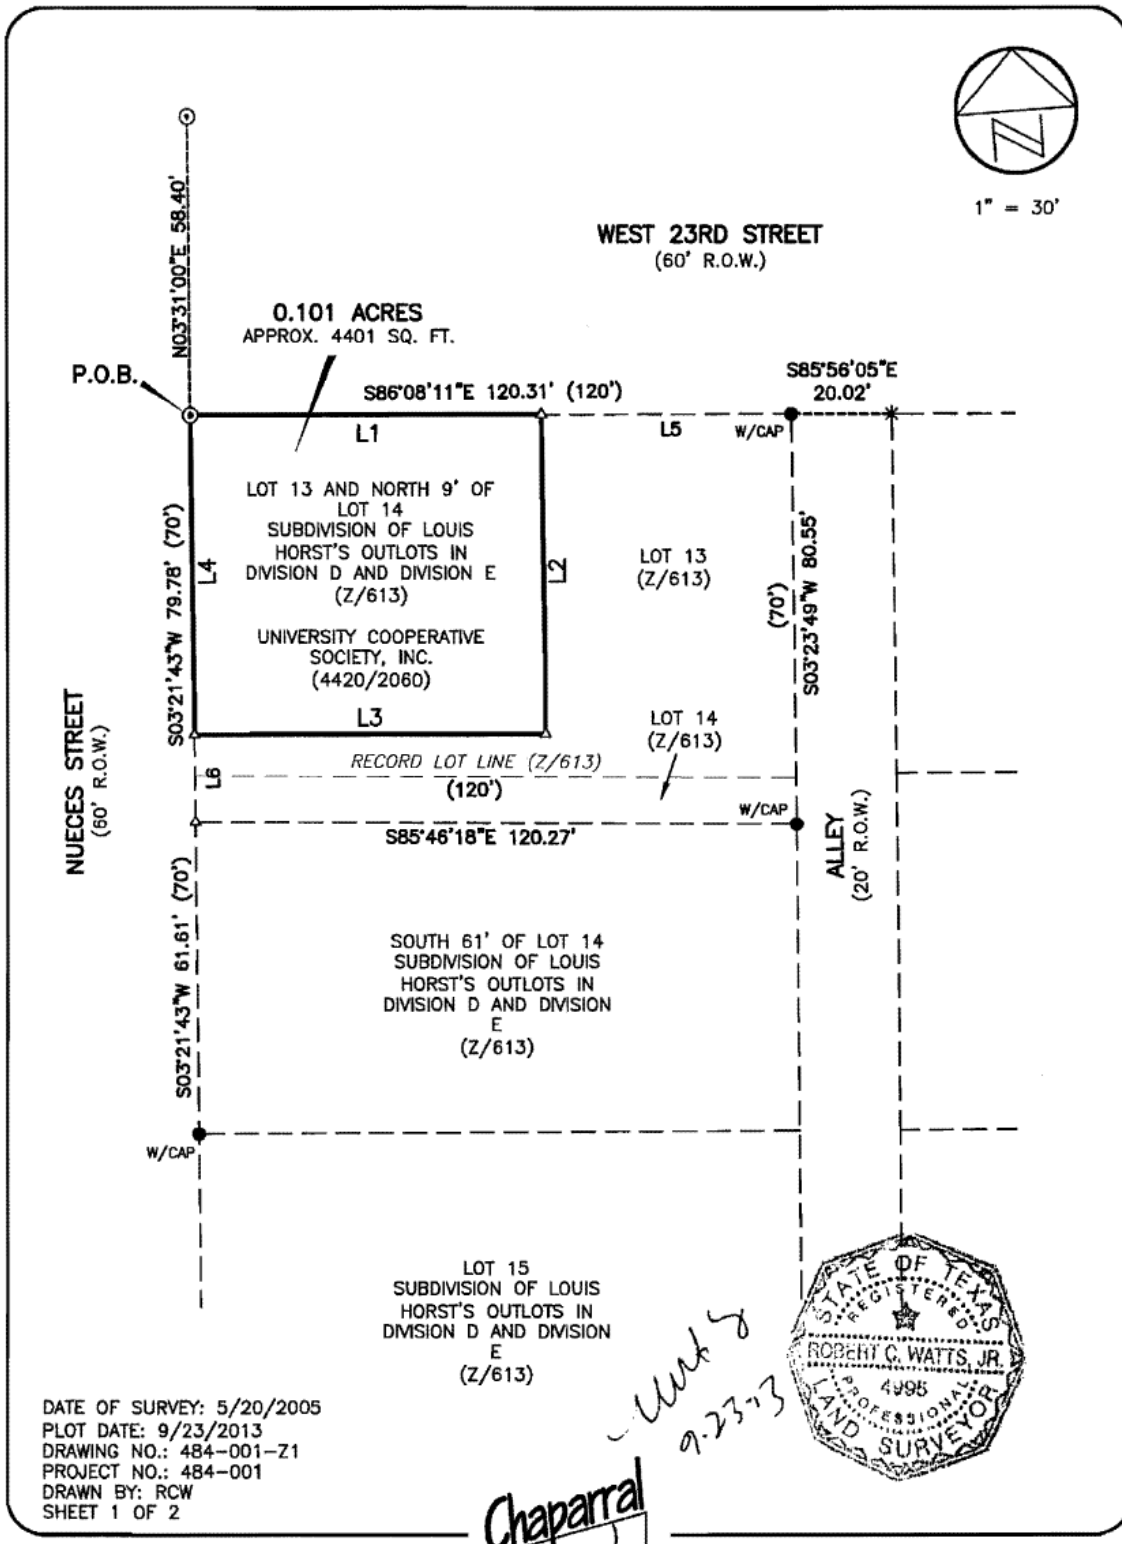 N
1" = 30'
WEST 23RD STREET
(60' R.O.W.)
N03°31'00"E 58.40'
0.101 ACRES
APPROX. 4401 SQ. FT.
P.O.B.
S86°08'11"E 120.31' (120')
S85°56'05"E
20.02'
L1
L5
W/CAP
LOT 13 AND NORTH 9' OF
LOT 14
SUBDIVISION OF LOUIS
HORST'S OUTLOTS IN
DIVISION D AND DIVISION E
(Z/613)
UNIVERSITY COOPERATIVE
SOCIETY, INC.
(4420/2060)
S03°21'43"W 79.78' (70')
L4
L2
LOT 13
(Z/613)
(70')
S03°23'49"W 80.55'
L3
LOT 14
(Z/613)
NUECES STREET
(60' R.O.W.)
L6
RECORD LOT LINE (Z/613)
(120')
W/CAP
S85°46'18"E 120.27'
ALLEY
(20' R.O.W.)
S03°21'43"W 61.61' (70')
SOUTH 61' OF LOT 14
SUBDIVISION OF LOUIS
HORST'S OUTLOTS IN
DIVISION D AND DIVISION
E
(Z/613)
W/CAP
LOT 15
SUBDIVISION OF LOUIS
HORST'S OUTLOTS IN
DIVISION D AND DIVISION
E
(Z/613)
9-23-13
STATE OF TEXAS
REGISTERED
ROBERT C. WATTS, JR.
4995
PROFESSIONAL
LAND SURVEYOR
DATE OF SURVEY: 5/20/2005
PLOT DATE: 9/23/2013
DRAWING NO.: 484-001-Z1
PROJECT NO.: 484-001
DRAWN BY: RCW
SHEET 1 OF 2
Chaparral